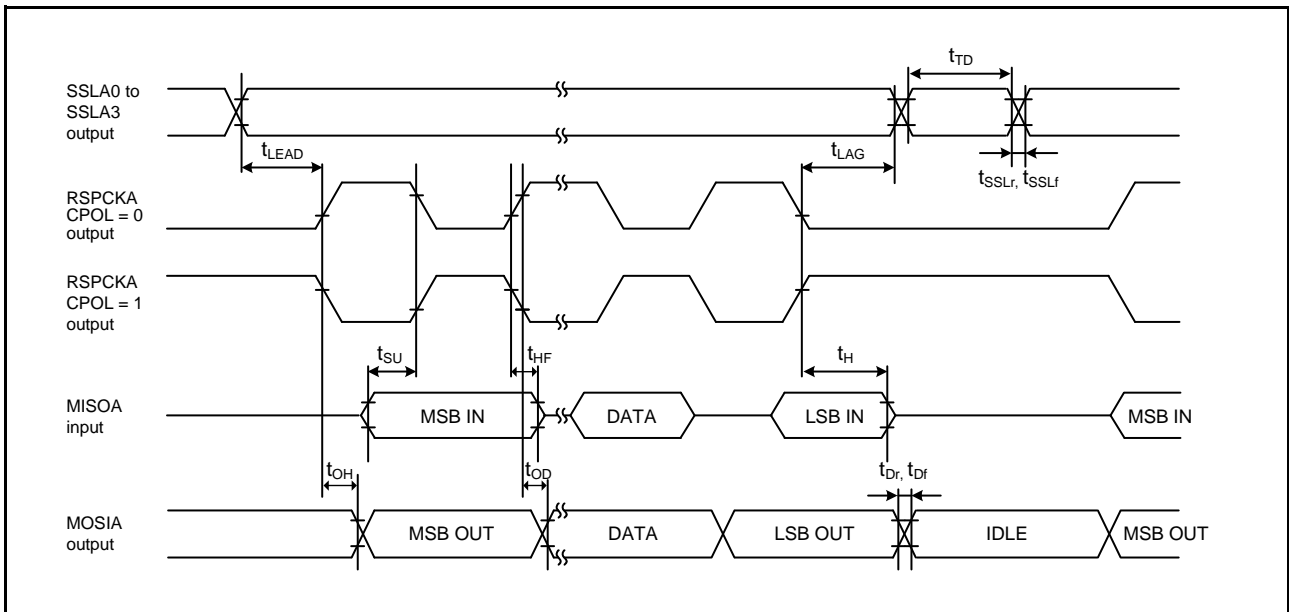 tTD
SSLA0 to
SSLA3
output
tLEAD
tLAG
tSSLr, tSSLf
RSPCKA
CPOL = 0
output
RSPCKA
CPOL = 1
output
tSU
tHF
tH
MISOA
input
MSB IN
DATA
LSB IN
MSB IN
tOH
tOD
tDr, tDf
MOSIA
output
MSB OUT
DATA
LSB OUT
IDLE
MSB OUT